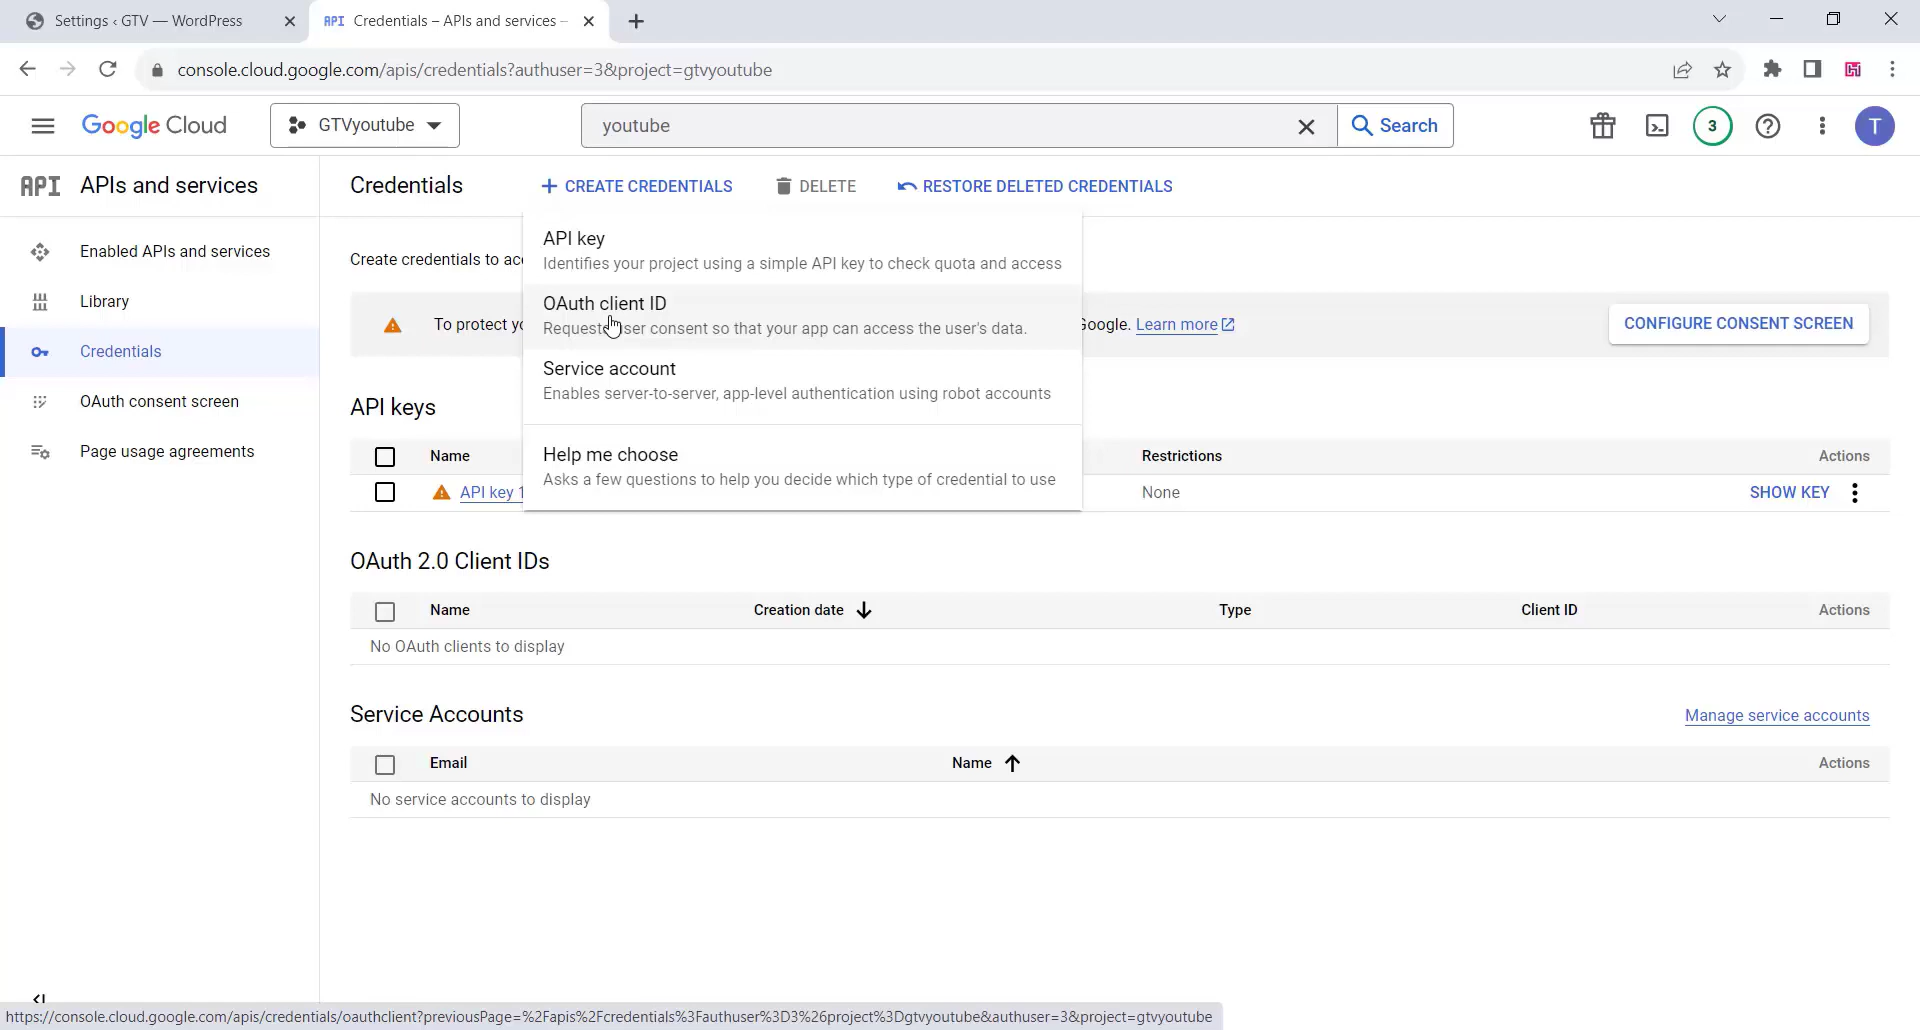 Settings ‹ GTV — WordPress
API Credentials – APIs and services –
console.cloud.google.com/apis/credentials?authuser=3&project=gtvyoutube
Google Cloud
GTVyoutube
youtube
Search
3
T
API APIs and services
Credentials
CREATE CREDENTIALS
DELETE
RESTORE DELETED CREDENTIALS
Enabled APIs and services
Library
Credentials
OAuth consent screen
Page usage agreements
API key
Identifies your project using a simple API key to check quota and access
OAuth client ID
Requests user consent so that your app can access the user's data.
Service account
Enables server-to-server, app-level authentication using robot accounts
Help me choose
Asks a few questions to help you decide which type of credential to use
Create credentials to
To protect
Google. Learn more
CONFIGURE CONSENT SCREEN
API keys
Name
Restrictions
Actions
API key 1
None
SHOW KEY
OAuth 2.0 Client IDs
Name
Creation date
Type
Client ID
Actions
No OAuth clients to display
Service Accounts
Manage service accounts
Email
Name
Actions
No service accounts to display
https://console.cloud.google.com/apis/credentials/oauthclient?previousPage=%2Fapis%2Fcredentials%3Fauthuser%3D3%26project%3Dgtvyoutube&authuser=3&project=gtvyoutube